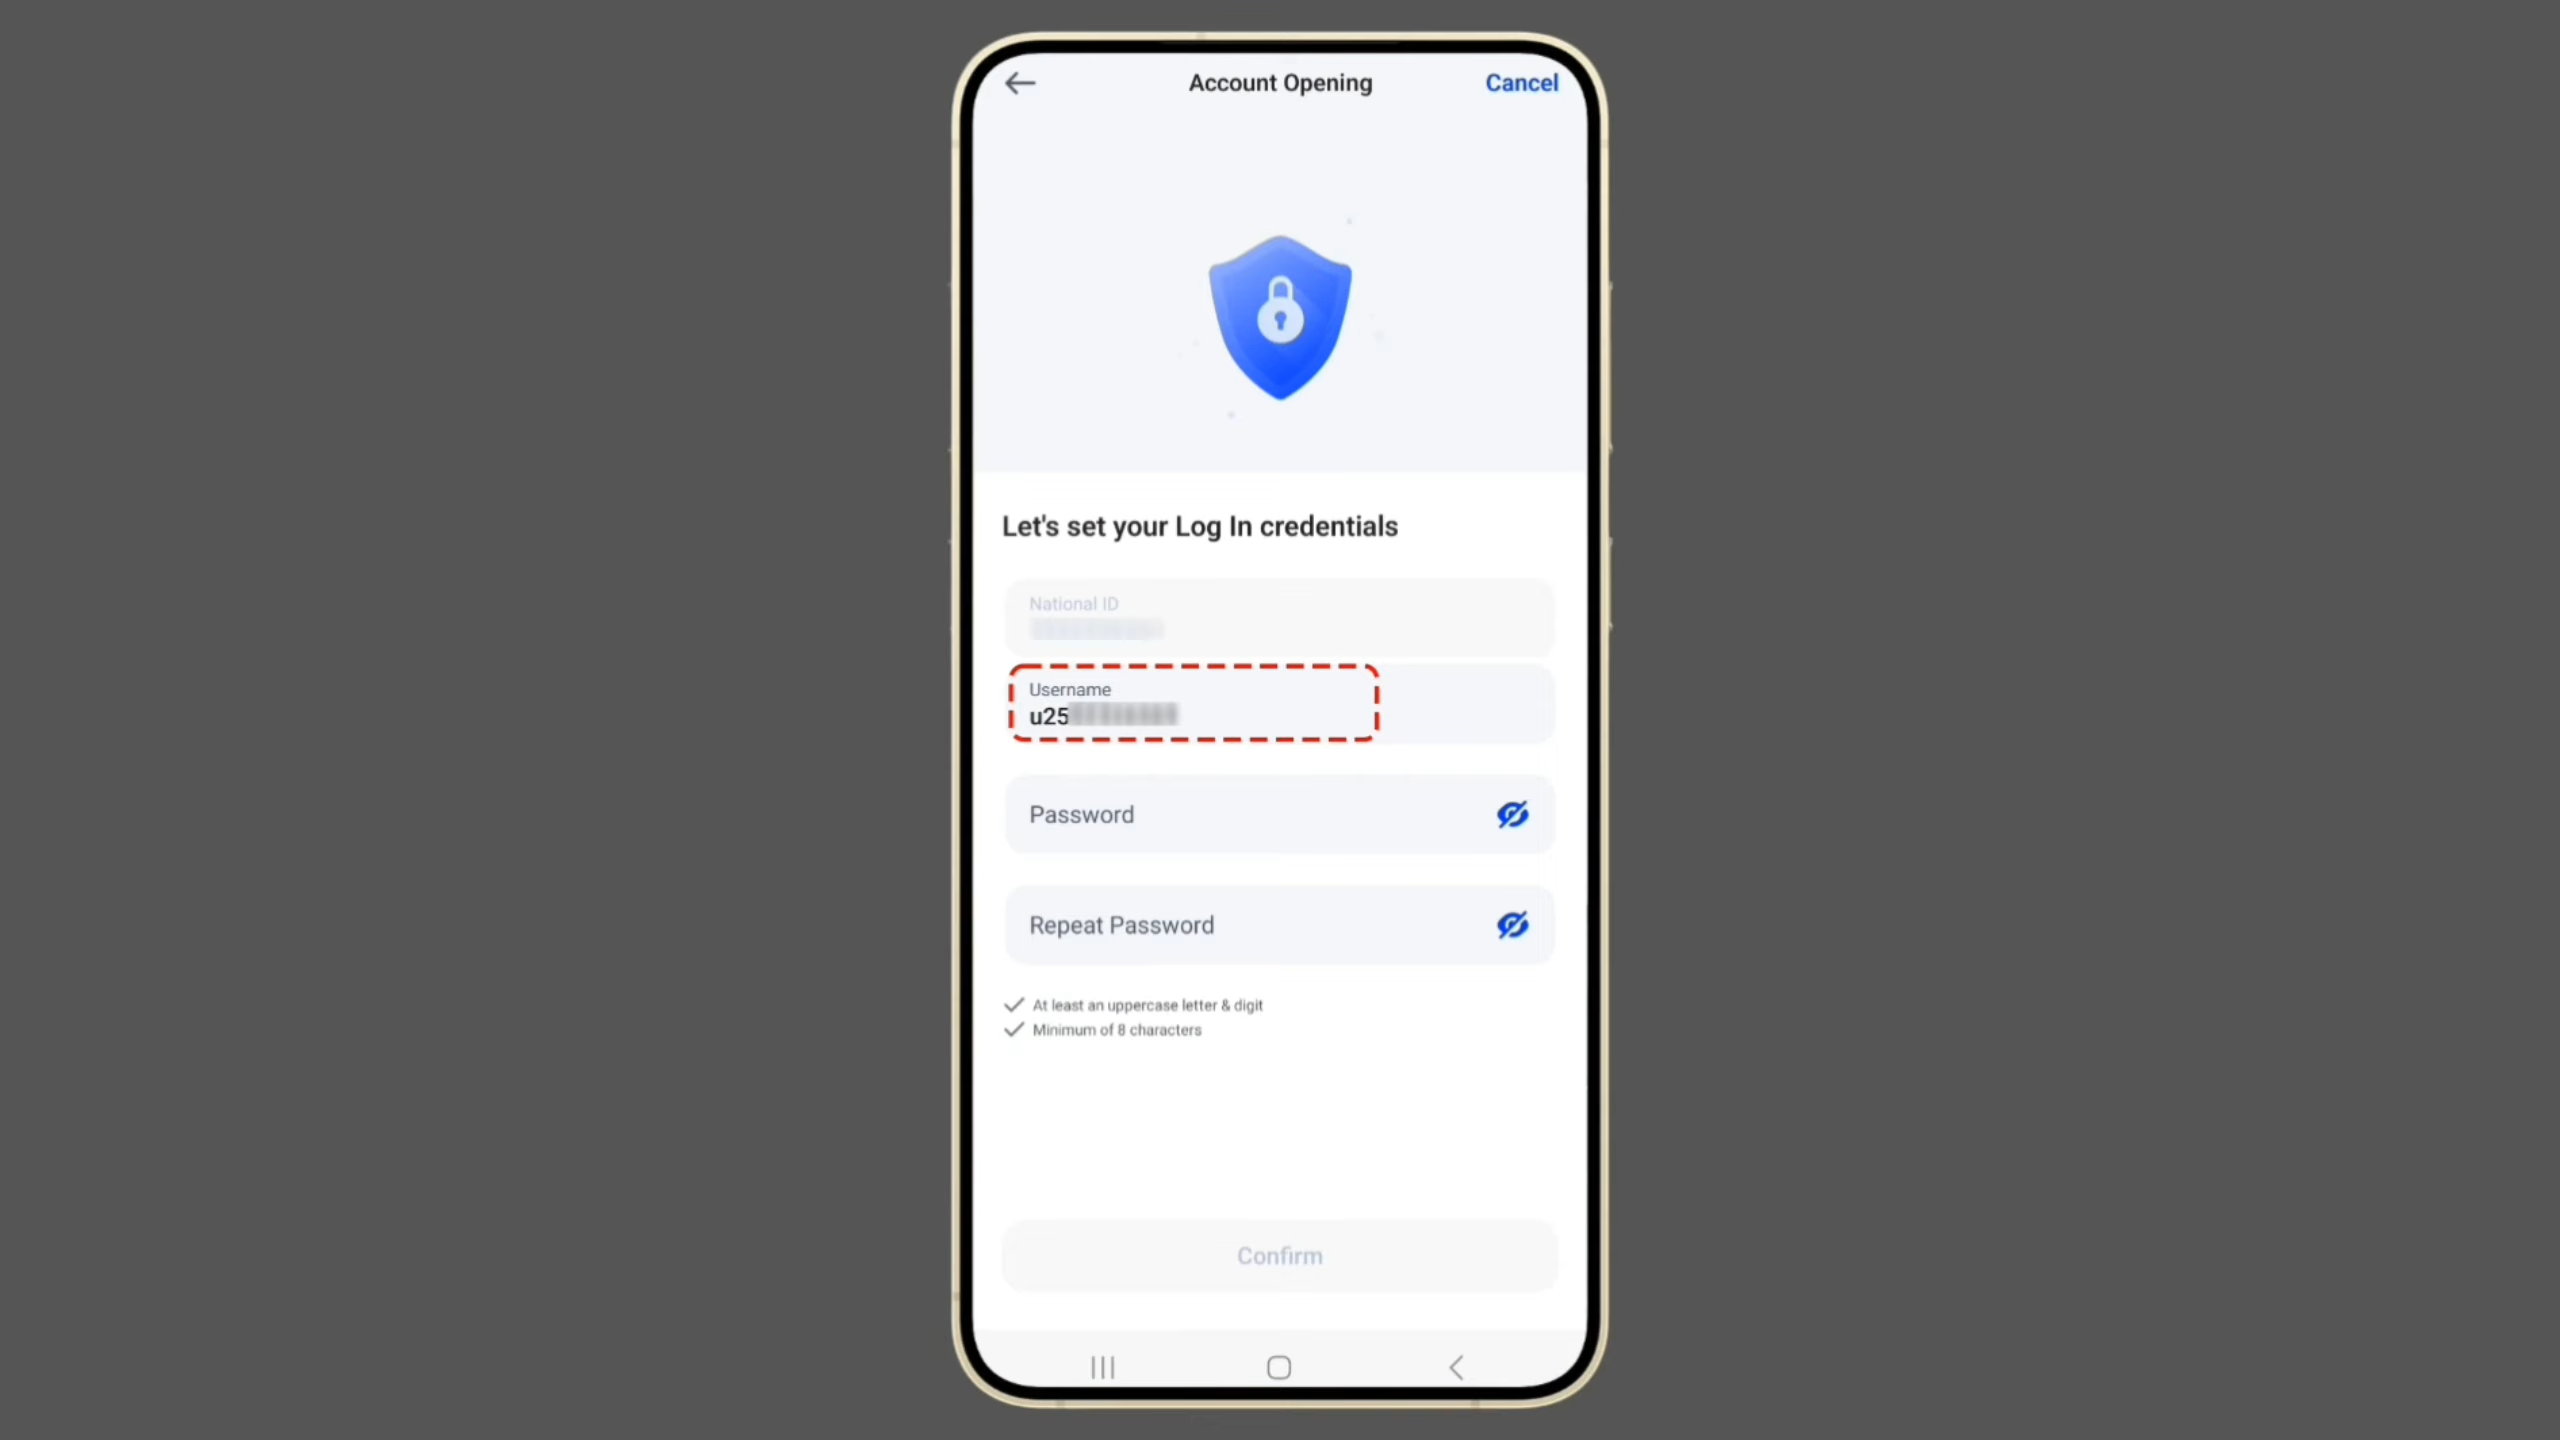 Account Opening
Cancel
Let's set your Log In credentials
National ID
Username
u25
Password
Repeat Password
At least an uppercase letter & digit
Minimum of 8 characters
Confirm